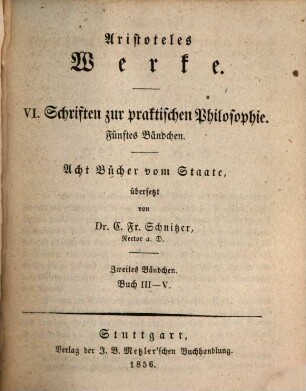 Aristoteles
Werke.
VI. Schriften zur praktischen Philosophie.
Fünftes Bändchen.
Acht Bücher vom Staate,
übersetzt
von
Dr. C. Fr. Schnitzer,
Rector a. D.
Zweites Bändchen.
Buch III—V.
Stuttgart,
Verlag der J. B. Metzler'schen Buchhandlung.
1856.